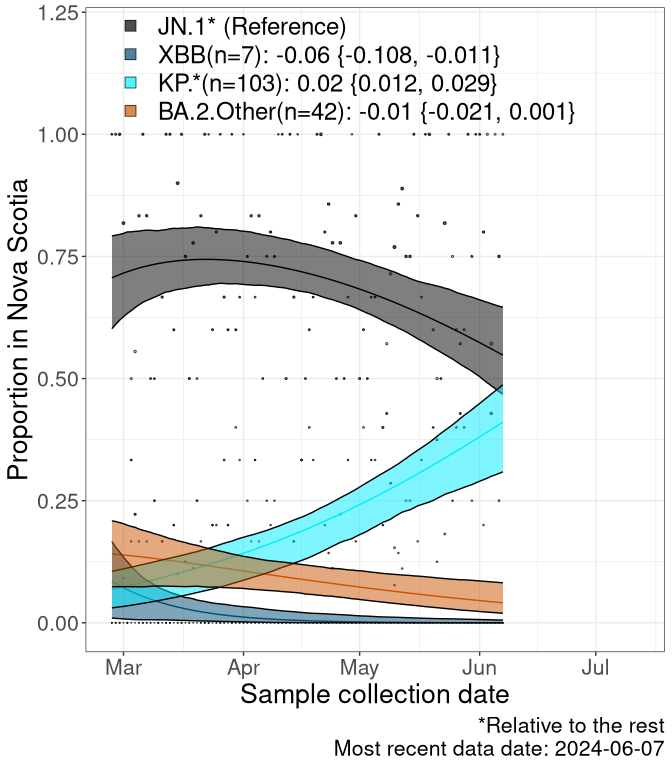 JN.1* (Reference)
XBB(n=7): -0.06 {-0.108, -0.011}
KP.*(n=103): 0.02 {0.012, 0.029}
BA.2.Other(n=42): -0.01 {-0.021, 0.001}
1.25
1.00
0.75
0.50
0.25
0.00
Proportion in Nova Scotia
Mar Apr May Jun Jul
Sample collection date
*Relative to the rest
Most recent data date: 2024-06-07